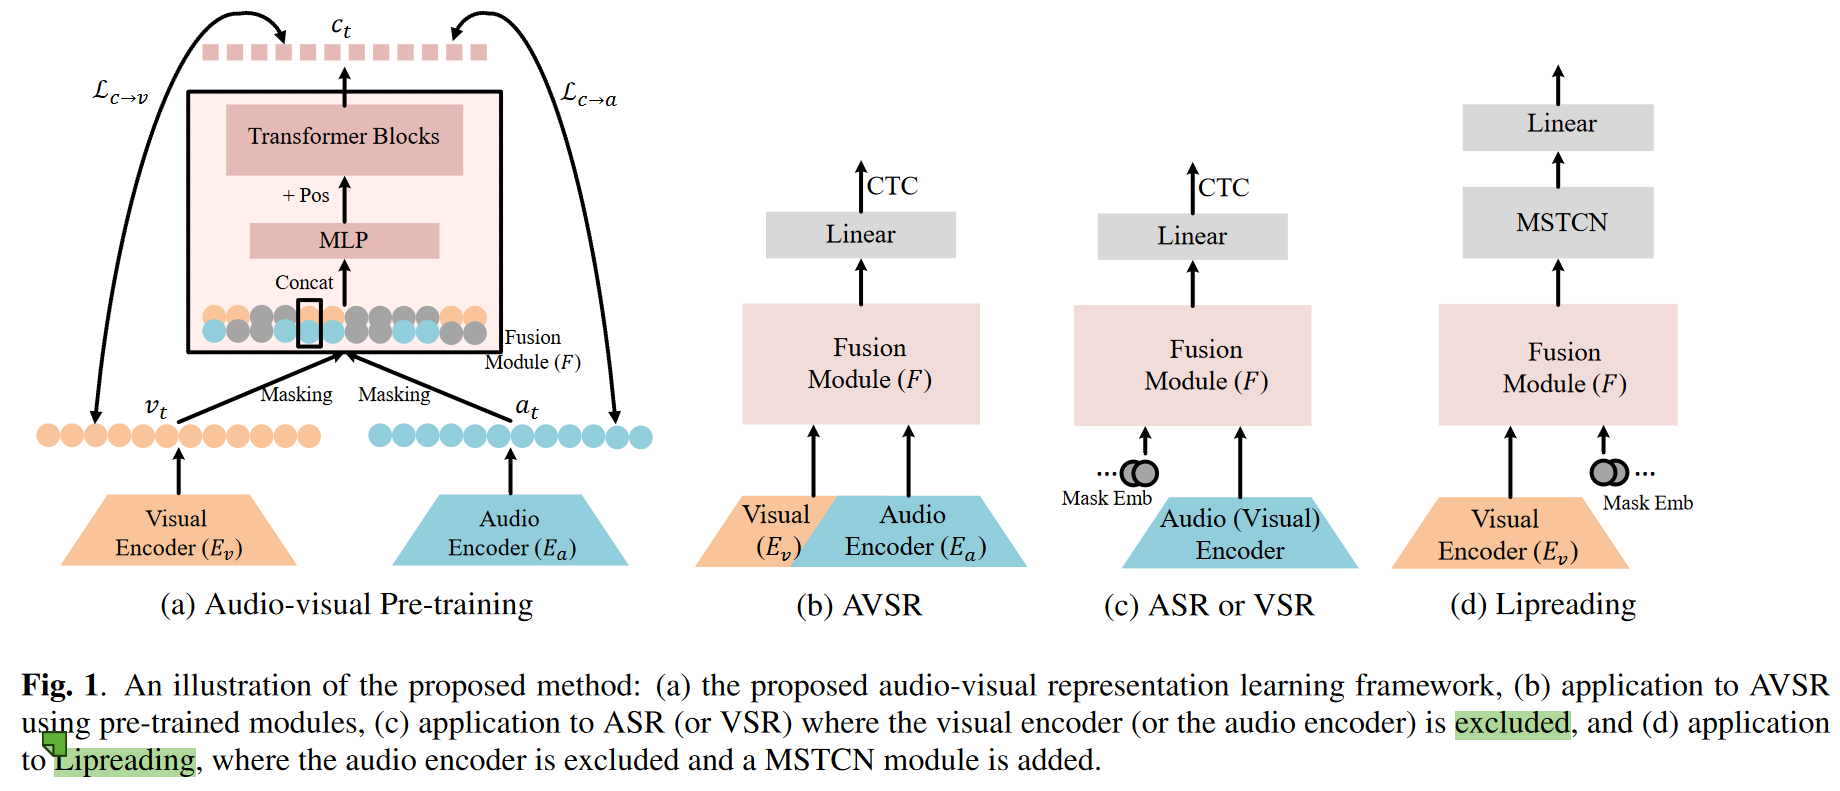 c_t
ℒ_{c→v}
ℒ_{c→a}
Transformer Blocks
+ Pos
MLP
Concat
Fusion
Module (F)
Masking
Masking
v_t
a_t
Visual
Encoder (E_v)
Audio
Encoder (E_a)
(a) Audio-visual Pre-training
CTC
Linear
Fusion
Module (F)
Visual
(E_v)
Audio
Encoder (E_a)
(b) AVSR
CTC
Linear
Fusion
Module (F)
...
Mask Emb
Audio (Visual)
Encoder
(c) ASR or VSR
Linear
MSTCN
Fusion
Module (F)
...
Mask Emb
Visual
Encoder (E_v)
(d) Lipreading
Fig. 1. An illustration of the proposed method: (a) the proposed audio-visual representation learning framework, (b) application to AVSR
using pre-trained modules, (c) application to ASR (or VSR) where the visual encoder (or the audio encoder) is excluded, and (d) application
to Lipreading, where the audio encoder is excluded and a MSTCN module is added.